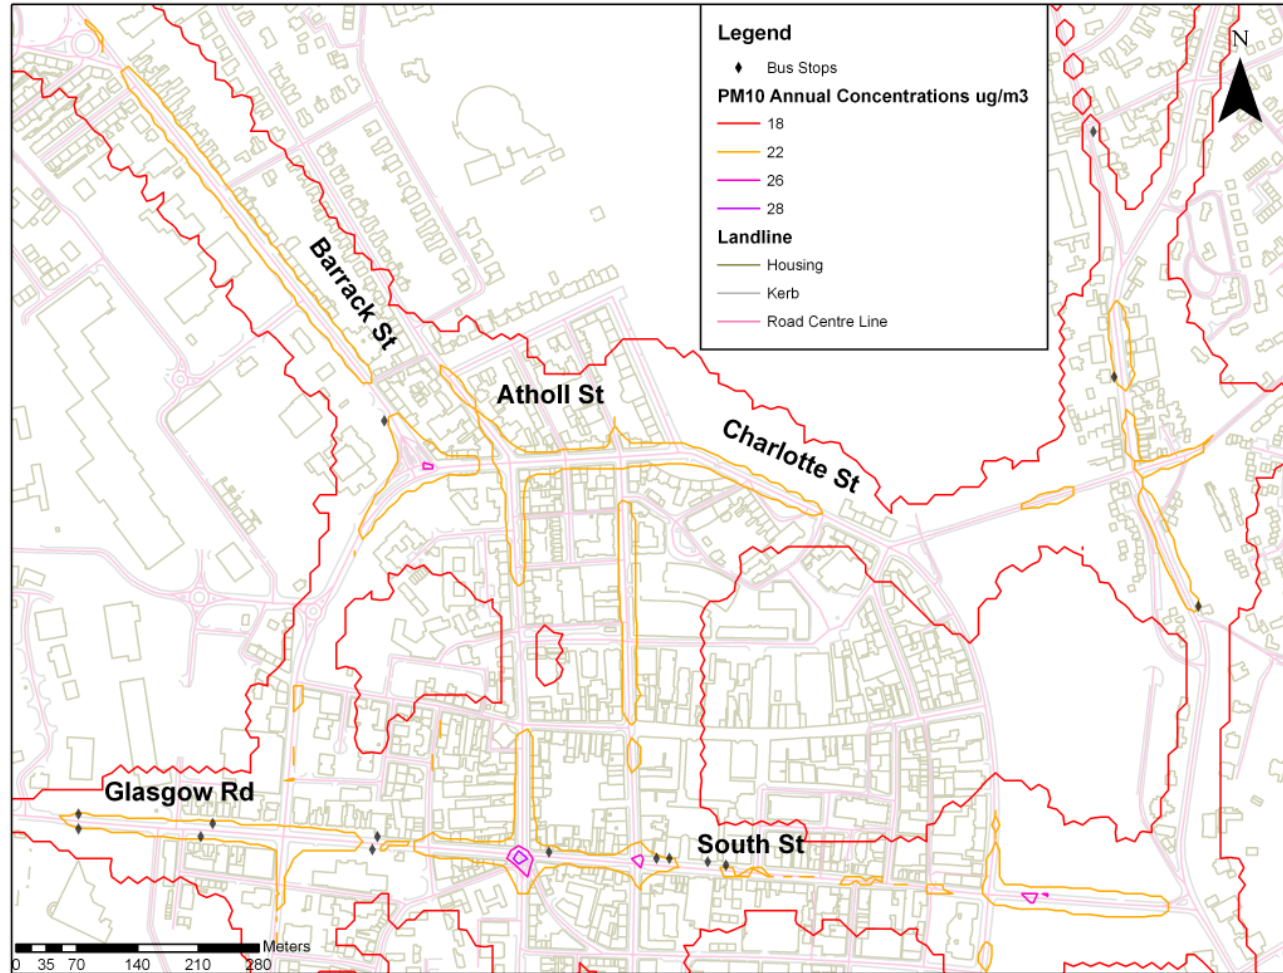 Legend
Bus Stops
PM10 Annual Concentrations ug/m3
18
22
26
28
Landline
Housing
Kerb
Road Centre Line
N
Barrack St
Atholl St
Charlotte St
Glasgow Rd
South St
Meters
0 35 70 140 210 280